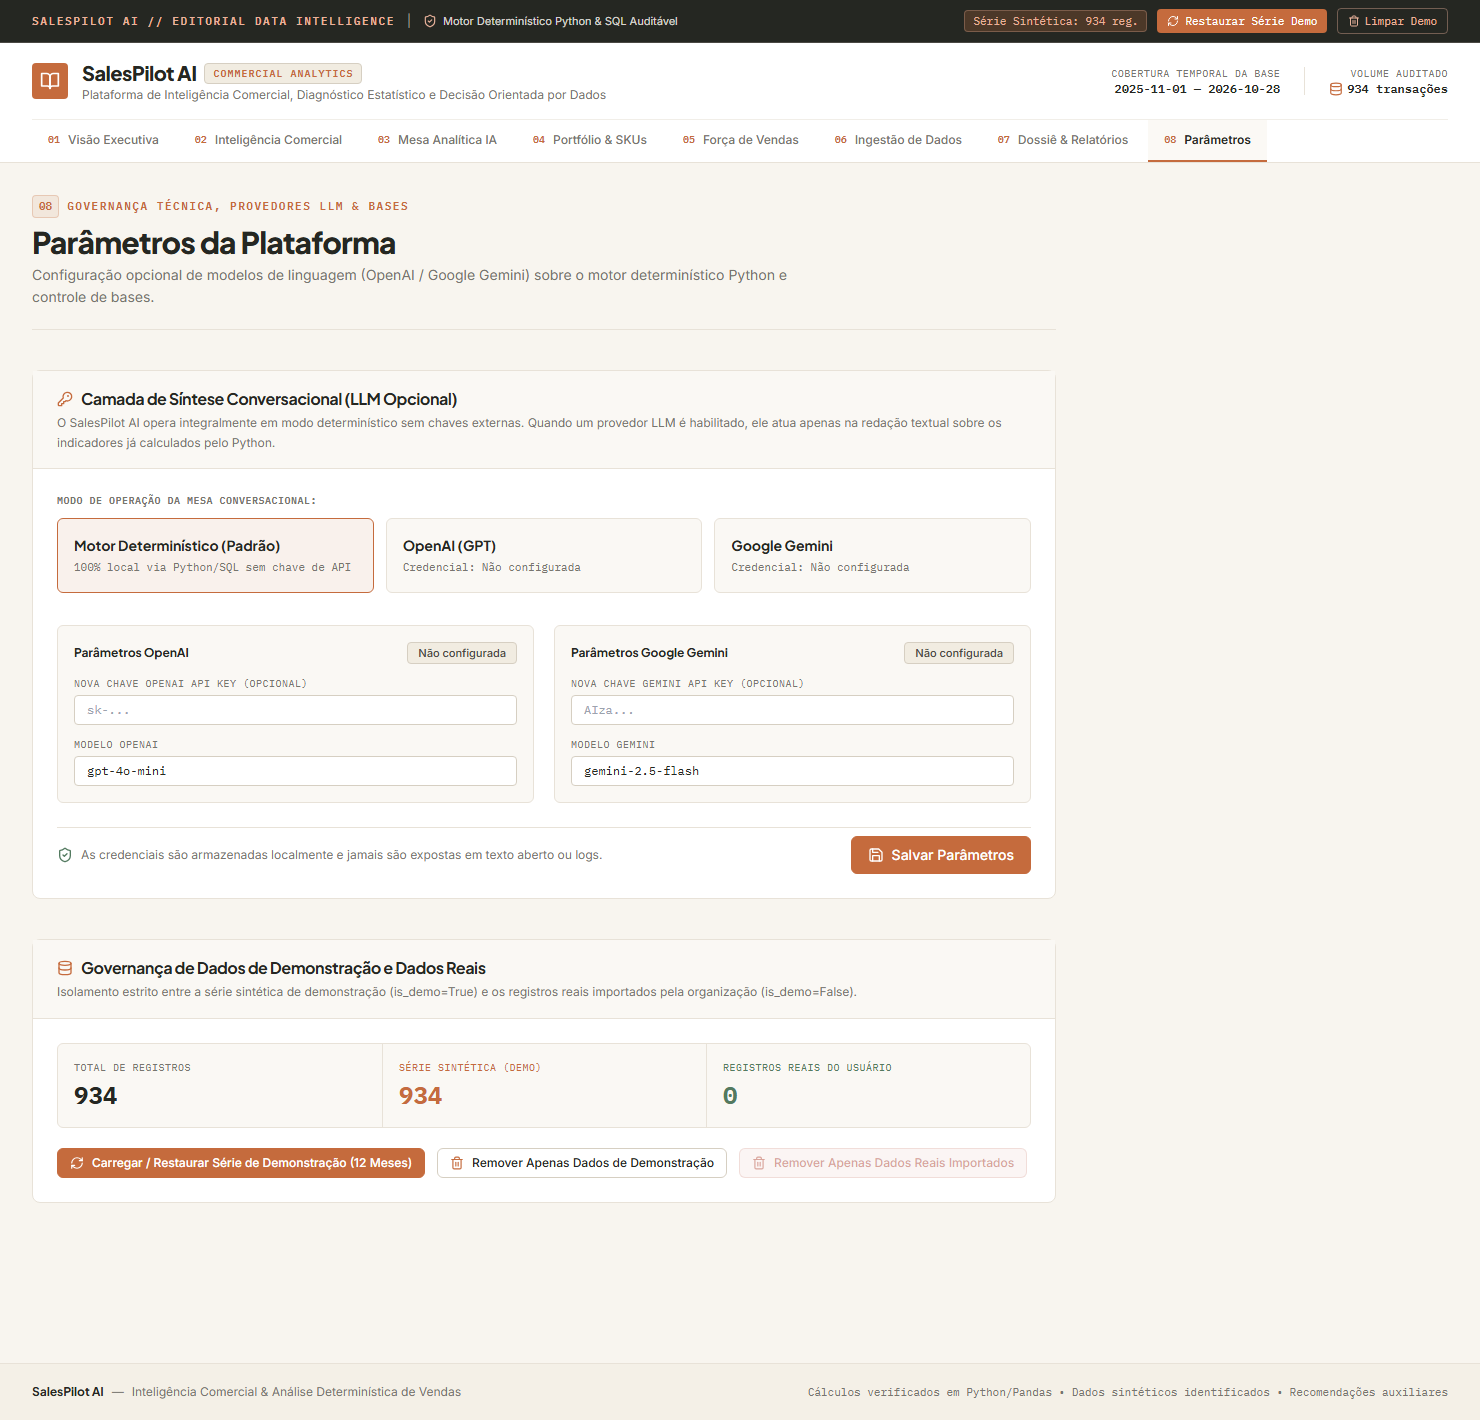 SALESPILOT AI // EDITORIAL DATA INTELLIGENCE
Motor Determinístico Python & SQL Auditável
Série Sintética: 934 reg.
Restaurar Série Demo
Limpar Demo
SalesPilot AI
COMMERCIAL ANALYTICS
Plataforma de Inteligência Comercial, Diagnóstico Estatístico e Decisão Orientada por Dados
COBERTURA TEMPORAL DA BASE
2025-11-01 — 2026-10-28
VOLUME AUDITADO
934 transações
01 Visão Executiva
02 Inteligência Comercial
03 Mesa Analítica IA
04 Portfólio & SKUs
05 Força de Vendas
06 Ingestão de Dados
07 Dossiê & Relatórios
08 Parâmetros
08 GOVERNANÇA TÉCNICA, PROVEDORES LLM & BASES
Parâmetros da Plataforma
Configuração opcional de modelos de linguagem (OpenAI / Google Gemini) sobre o motor determinístico Python e
controle de bases.
Camada de Síntese Conversacional (LLM Opcional)
O SalesPilot AI opera integralmente em modo determinístico sem chaves externas. Quando um provedor LLM é habilitado, ele atua apenas na redação textual sobre os
indicadores já calculados pelo Python.
MODO DE OPERAÇÃO DA MESA CONVERSACIONAL:
Motor Determinístico (Padrão)
100% local via Python/SQL sem chave de API
OpenAI (GPT)
Credencial: Não configurada
Google Gemini
Credencial: Não configurada
Parâmetros OpenAI
Não configurada
NOVA CHAVE OPENAI API KEY (OPCIONAL)
sk-...
MODELO OPENAI
gpt-4o-mini
Parâmetros Google Gemini
Não configurada
NOVA CHAVE GEMINI API KEY (OPCIONAL)
AIza...
MODELO GEMINI
gemini-2.5-flash
As credenciais são armazenadas localmente e jamais são expostas em texto aberto ou logs.
Salvar Parâmetros
Governança de Dados de Demonstração e Dados Reais
Isolamento estrito entre a série sintética de demonstração (is_demo=True) e os registros reais importados pela organização (is_demo=False).
TOTAL DE REGISTROS
934
SÉRIE SINTÉTICA (DEMO)
934
REGISTROS REAIS DO USUÁRIO
0
Carregar / Restaurar Série de Demonstração (12 Meses)
Remover Apenas Dados de Demonstração
Remover Apenas Dados Reais Importados
SalesPilot AI — Inteligência Comercial & Análise Determinística de Vendas
Cálculos verificados em Python/Pandas • Dados sintéticos identificados • Recomendações auxiliares